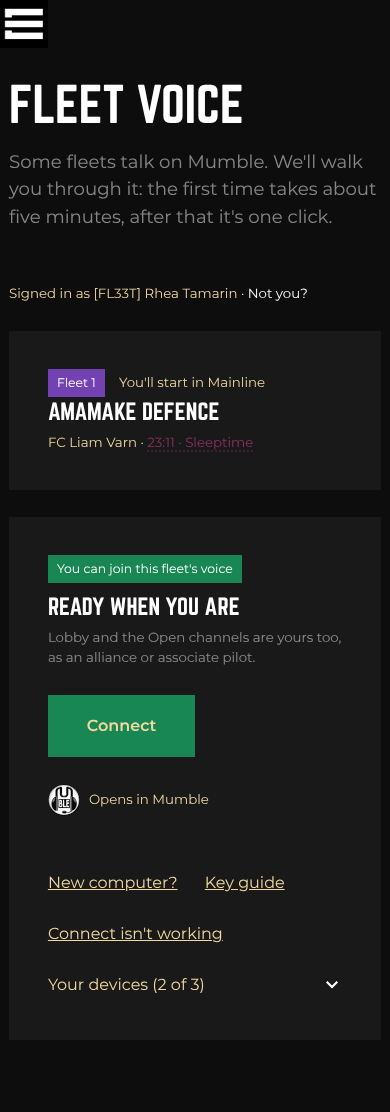 FLEET VOICE
Some fleets talk on Mumble. We'll walk
you through it: the first time takes about
five minutes, after that it's one click.
Signed in as [FL33T] Rhea Tamarin · Not you?
Fleet 1 You'll start in Mainline
AMAMAKE DEFENCE
FC Liam Varn · 23:11 · Sleeptime
You can join this fleet's voice
READY WHEN YOU ARE
Lobby and the Open channels are yours too,
as an alliance or associate pilot.
Connect
Opens in Mumble
New computer? Key guide
Connect isn't working
Your devices (2 of 3)